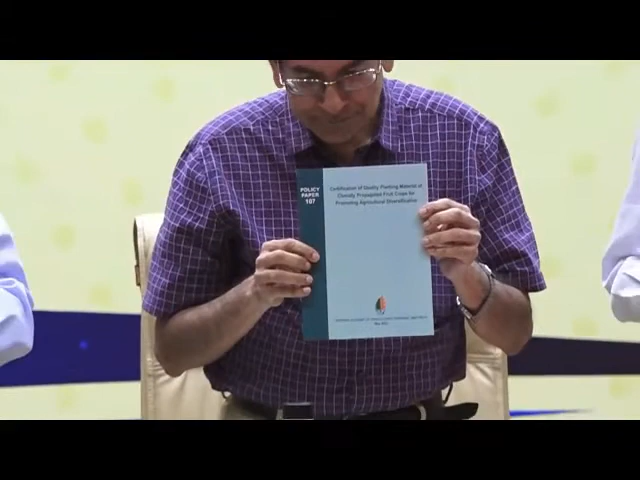 POLICY
PAPER
107
Certification of Quality Planting Material of
Clonally Propagated Fruit Crops for
Promoting Agricultural Diversification